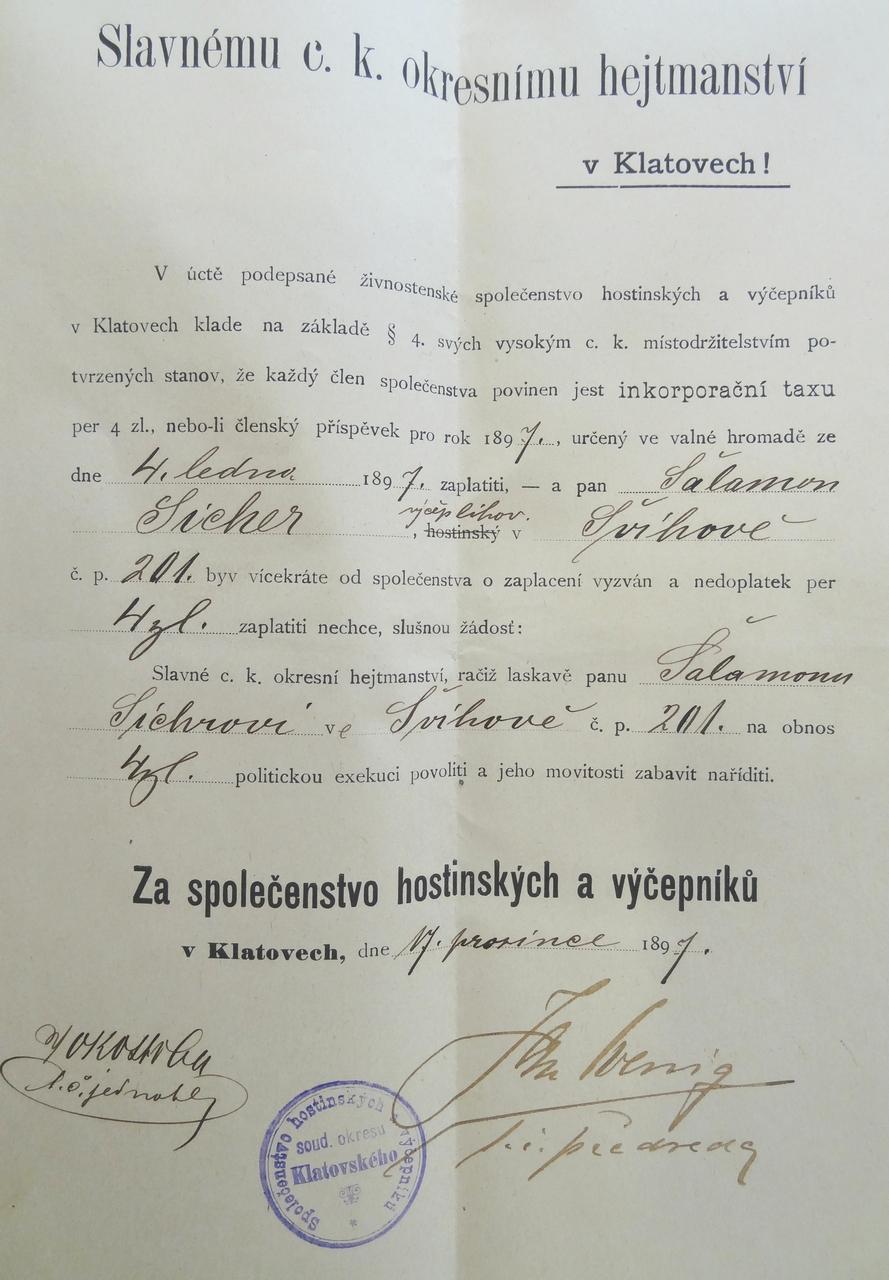 Slavnému c. k. okresnímu hejtmanství
v Klatovech!
V úctě podepsané živnostenské společenstvo hostinských a výčepníků
v Klatovech klade na základě § 4. svých vysokým c. k. místodržitelstvím po-
tvrzených stanov, že každý člen společenstva povinen jest inkorporační taxu
per 4 zl., nebo-li členský příspěvek pro rok 1897., určený ve valné hromadě ze
dne 4. ledna 1897. zaplatiti, — a pan Šalamon
Sicher výčep lihov.
, hostinský v Švihově
č. p. 201. byv vícekráte od společenstva o zaplacení vyzván a nedoplatek per
4 zl. zaplatiti nechce, slušnou žádosť:
Slavné c. k. okresní hejtmanství, račiž laskavě panu Šalamonu
Sichrovi ve Švihově č. p. 201. na obnos
4 zl. politickou exekuci povoliti a jeho movitosti zabavit naříditi.
Za společenstvo hostinských a výčepníků
v Klatovech, dne 17. prosince 1897.
t. č. jednatel
Wenig
t. č. předseda
Společenstvo hostinských a výčepníků
soud. okresu
Klatovského